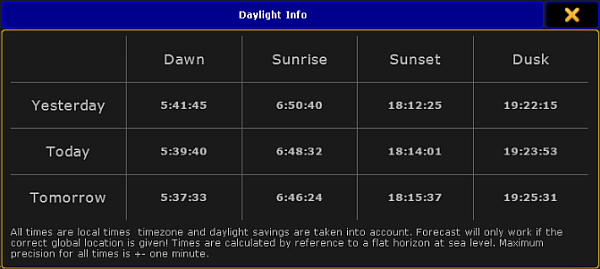 Daylight Info
Dawn Sunrise Sunset Dusk
Yesterday 5:41:45 6:50:40 18:12:25 19:22:15
Today 5:39:40 6:48:32 18:14:01 19:23:53
Tomorrow 5:37:33 6:46:24 18:15:37 19:25:31
All times are local times timezone and daylight savings are taken into account. Forecast will only work if the
correct global location is given! Times are calculated by reference to a flat horizon at sea level. Maximum
precision for all times is +- one minute.